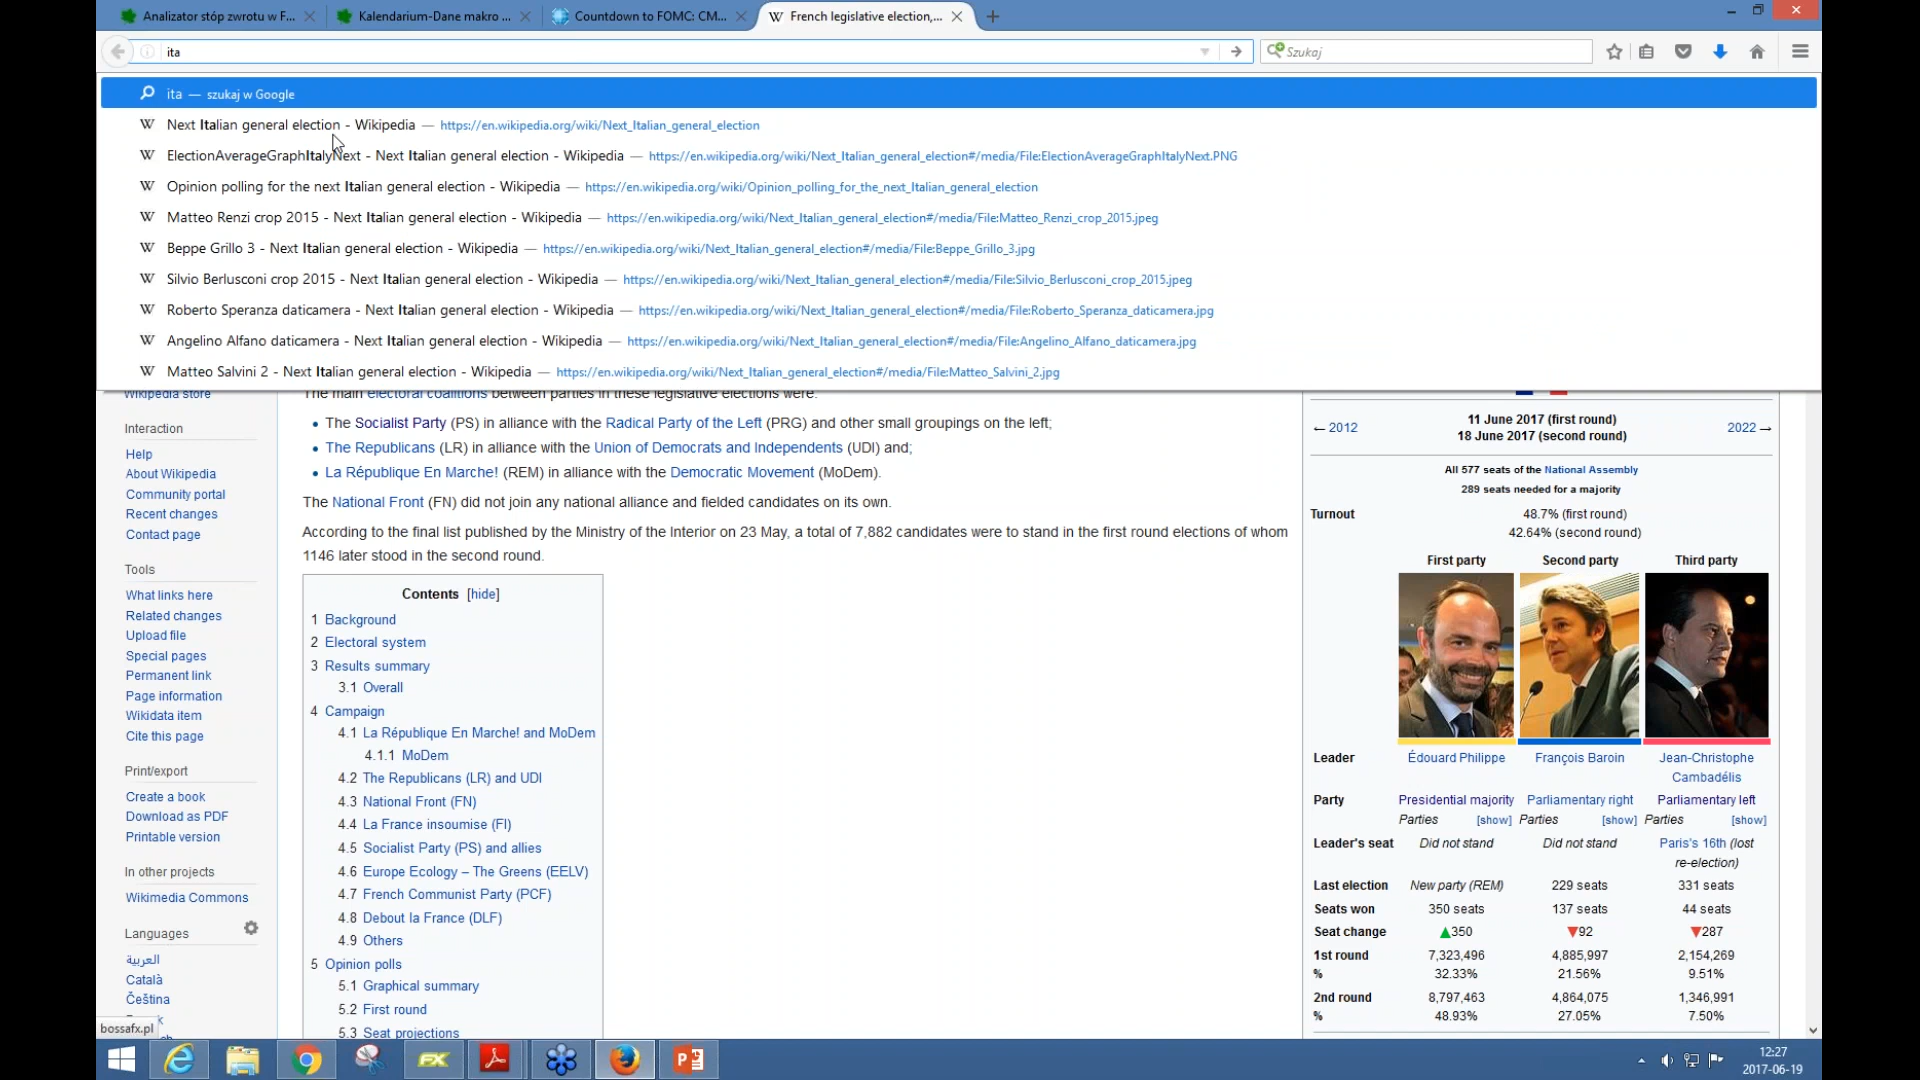 Analizator stóp zwrotu w F...
Kalendarium-Dane makro ...
Countdown to FOMC: CM...
W French legislative election,...
ita
Szukaj
ita — szukaj w Google
W Next Italian general election - Wikipedia — https://en.wikipedia.org/wiki/Next_Italian_general_election
W ElectionAverageGraphItalyNext - Next Italian general election - Wikipedia — https://en.wikipedia.org/wiki/Next_Italian_general_election#/media/File:ElectionAverageGraphItalyNext.PNG
W Opinion polling for the next Italian general election - Wikipedia — https://en.wikipedia.org/wiki/Opinion_polling_for_the_next_Italian_general_election
W Matteo Renzi crop 2015 - Next Italian general election - Wikipedia — https://en.wikipedia.org/wiki/Next_Italian_general_election#/media/File:Matteo_Renzi_crop_2015.jpeg
W Beppe Grillo 3 - Next Italian general election - Wikipedia — https://en.wikipedia.org/wiki/Next_Italian_general_election#/media/File:Beppe_Grillo_3.jpg
W Silvio Berlusconi crop 2015 - Next Italian general election - Wikipedia — https://en.wikipedia.org/wiki/Next_Italian_general_election#/media/File:Silvio_Berlusconi_crop_2015.jpeg
W Roberto Speranza daticamera - Next Italian general election - Wikipedia — https://en.wikipedia.org/wiki/Next_Italian_general_election#/media/File:Roberto_Speranza_daticamera.jpg
W Angelino Alfano daticamera - Next Italian general election - Wikipedia — https://en.wikipedia.org/wiki/Next_Italian_general_election#/media/File:Angelino_Alfano_daticamera.jpg
W Matteo Salvini 2 - Next Italian general election - Wikipedia — https://en.wikipedia.org/wiki/Next_Italian_general_election#/media/File:Matteo_Salvini_2.jpg
Wikipedia store
Interaction
Help
About Wikipedia
Community portal
Recent changes
Contact page
Tools
What links here
Related changes
Upload file
Special pages
Permanent link
Page information
Wikidata item
Cite this page
Print/export
Create a book
Download as PDF
Printable version
In other projects
Wikimedia Commons
Languages
العربية
Català
Čeština
bossafx.pl
The main electoral coalitions between parties in these legislative elections were:
• The Socialist Party (PS) in alliance with the Radical Party of the Left (PRG) and other small groupings on the left;
• The Republicans (LR) in alliance with the Union of Democrats and Independents (UDI) and;
• La République En Marche! (REM) in alliance with the Democratic Movement (MoDem).
The National Front (FN) did not join any national alliance and fielded candidates on its own.
According to the final list published by the Ministry of the Interior on 23 May, a total of 7,882 candidates were to stand in the first round elections of whom
1146 later stood in the second round.
Contents [hide]
1 Background
2 Electoral system
3 Results summary
3.1 Overall
4 Campaign
4.1 La République En Marche! and MoDem
4.1.1 MoDem
4.2 The Republicans (LR) and UDI
4.3 National Front (FN)
4.4 La France insoumise (FI)
4.5 Socialist Party (PS) and allies
4.6 Europe Ecology – The Greens (EELV)
4.7 French Communist Party (PCF)
4.8 Debout la France (DLF)
4.9 Others
5 Opinion polls
5.1 Graphical summary
5.2 First round
5.3 Seat projections
← 2012 11 June 2017 (first round) 2022 →
18 June 2017 (second round)
All 577 seats of the National Assembly
289 seats needed for a majority
Turnout 48.7% (first round)
42.64% (second round)
First party Second party Third party
Leader Édouard Philippe François Baroin Jean-Christophe
Cambadélis
Party Presidential majority Parliamentary right Parliamentary left
Parties [show] Parties [show] Parties [show]
Leader's seat Did not stand Did not stand Paris's 16th (lost
re-election)
Last election New party (REM) 229 seats 331 seats
Seats won 350 seats 137 seats 44 seats
Seat change ▲350 ▼92 ▼287
1st round 7,323,496 4,885,997 2,154,269
% 32.33% 21.56% 9.51%
2nd round 8,797,463 4,864,075 1,346,991
% 48.93% 27.05% 7.50%
FX
12:27
2017-06-19